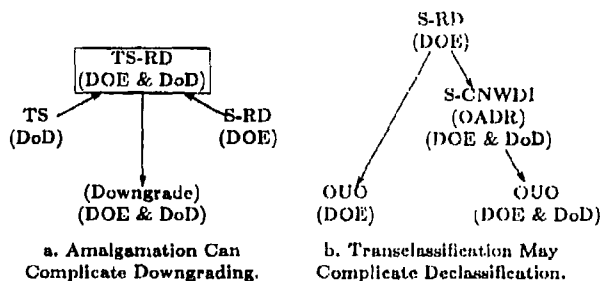 TS-RD
(DOE & DoD)
TS
(DoD)
S-RD
(DOE)
(Downgrade)
(DOE & DoD)
a. Amalgamation Can
Complicate Downgrading.
S-RD
(DOE)
S-CNWDI
(OADR)
(DOE & DoD)
OUO
(DOE)
OUO
(DOE & DoD)
b. Transclassification May
Complicate Declassification.